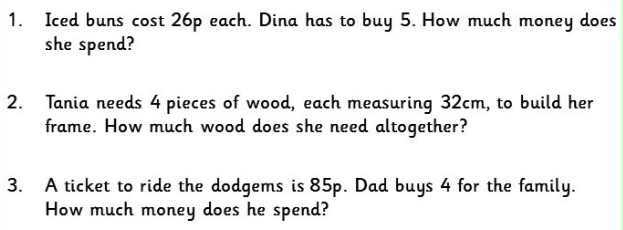 1. Iced buns cost 26p each. Dina has to buy 5. How much money does
she spend?
2. Tania needs 4 pieces of wood, each measuring 32cm, to build her
frame. How much wood does she need altogether?
3. A ticket to ride the dodgems is 85p. Dad buys 4 for the family.
How much money does he spend?